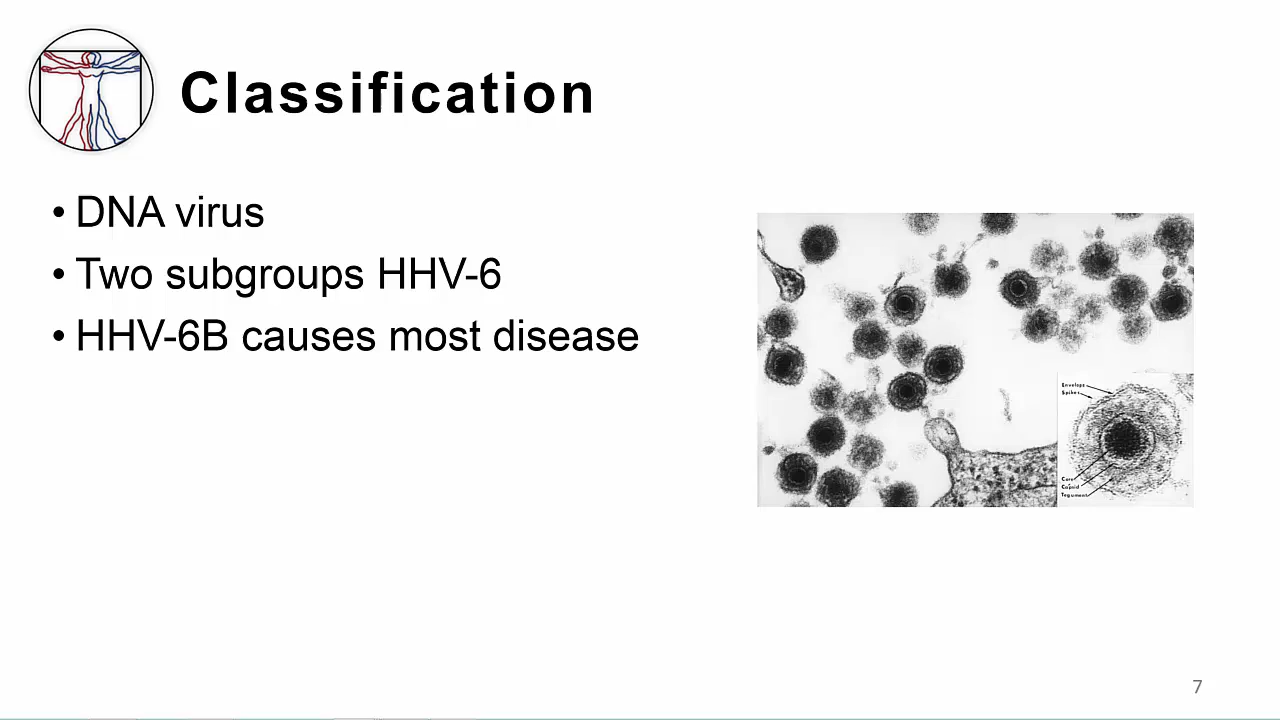 Classification
• DNA virus
• Two subgroups HHV-6
• HHV-6B causes most disease
Envelope
Spikes
Core
Capsid
Tegument
7